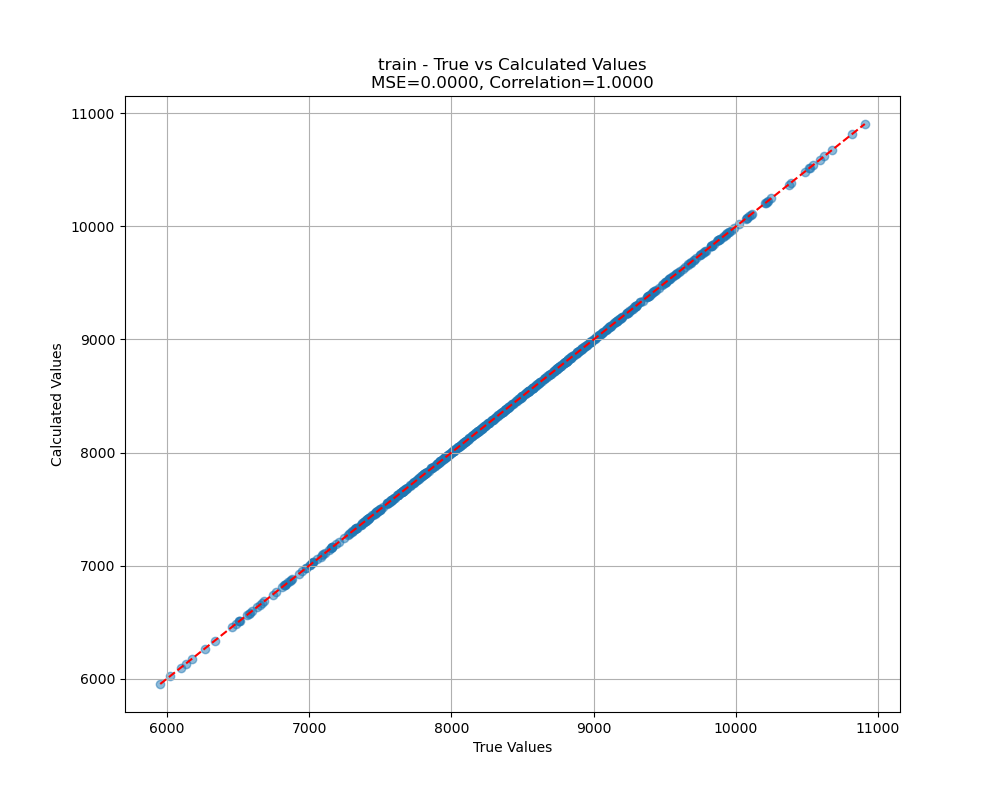 train - True vs Calculated Values
MSE=0.0000, Correlation=1.0000
11000
10000
9000
8000
7000
6000
Calculated Values
6000 7000 8000 9000 10000 11000
True Values